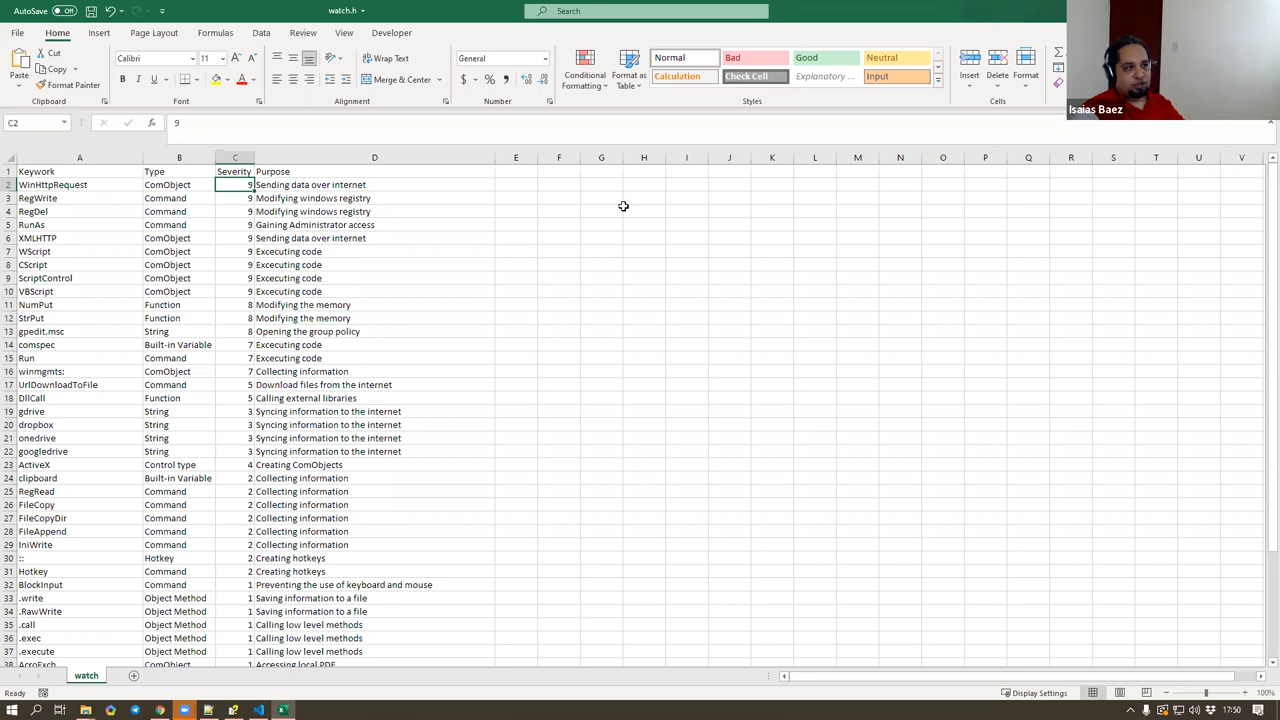 AutoSave Off watch.h Search
File Home Insert Page Layout Formulas Data Review View Developer
Paste Cut Copy Format Painter Clipboard
Calibri 11 B I U A A Font
Wrap Text Merge & Center Alignment
General $ % Number
Conditional Formatting Format as Table
Normal Bad Good Neutral
Calculation Check Cell Explanatory ... Input
Styles
Insert Delete Format Cells
Isaias Baez
C2 fx 9
A B C D E F G H I J K L M N O P Q R S T U V
1 Keywork Type Severity Purpose
2 WinHttpRequest ComObject 9 Sending data over internet
3 RegWrite Command 9 Modifying windows registry
4 RegDel Command 9 Modifying windows registry
5 RunAs Command 9 Gaining Administrator access
6 XMLHTTP ComObject 9 Sending data over internet
7 WScript ComObject 9 Excecuting code
8 CScript ComObject 9 Excecuting code
9 ScriptControl ComObject 9 Excecuting code
10 VBScript ComObject 9 Excecuting code
11 NumPut Function 8 Modifying the memory
12 StrPut Function 8 Modifying the memory
13 gpedit.msc String 8 Opening the group policy
14 comspec Built-in Variable 7 Excecuting code
15 Run Command 7 Excecuting code
16 winmgmts: ComObject 7 Collecting information
17 UrlDownloadToFile Command 5 Download files from the internet
18 DllCall Function 5 Calling external libraries
19 gdrive String 3 Syncing information to the internet
20 dropbox String 3 Syncing information to the internet
21 onedrive String 3 Syncing information to the internet
22 googledrive String 3 Syncing information to the internet
23 ActiveX Control type 4 Creating ComObjects
24 clipboard Built-in Variable 2 Collecting information
25 RegRead Command 2 Collecting information
26 FileCopy Command 2 Collecting information
27 FileCopyDir Command 2 Collecting information
28 FileAppend Command 2 Collecting information
29 IniWrite Command 2 Collecting information
30 :: Hotkey 2 Creating hotkeys
31 Hotkey Command 2 Creating hotkeys
32 BlockInput Command 1 Preventing the use of keyboard and mouse
33 .write Object Method 1 Saving information to a file
34 .RawWrite Object Method 1 Saving information to a file
35 .call Object Method 1 Calling low level methods
36 .exec Object Method 1 Calling low level methods
37 .execute Object Method 1 Calling low level methods
38 AcroExch ComObject 1 Accessing local PDF
watch
Ready Display Settings 100%
17:50